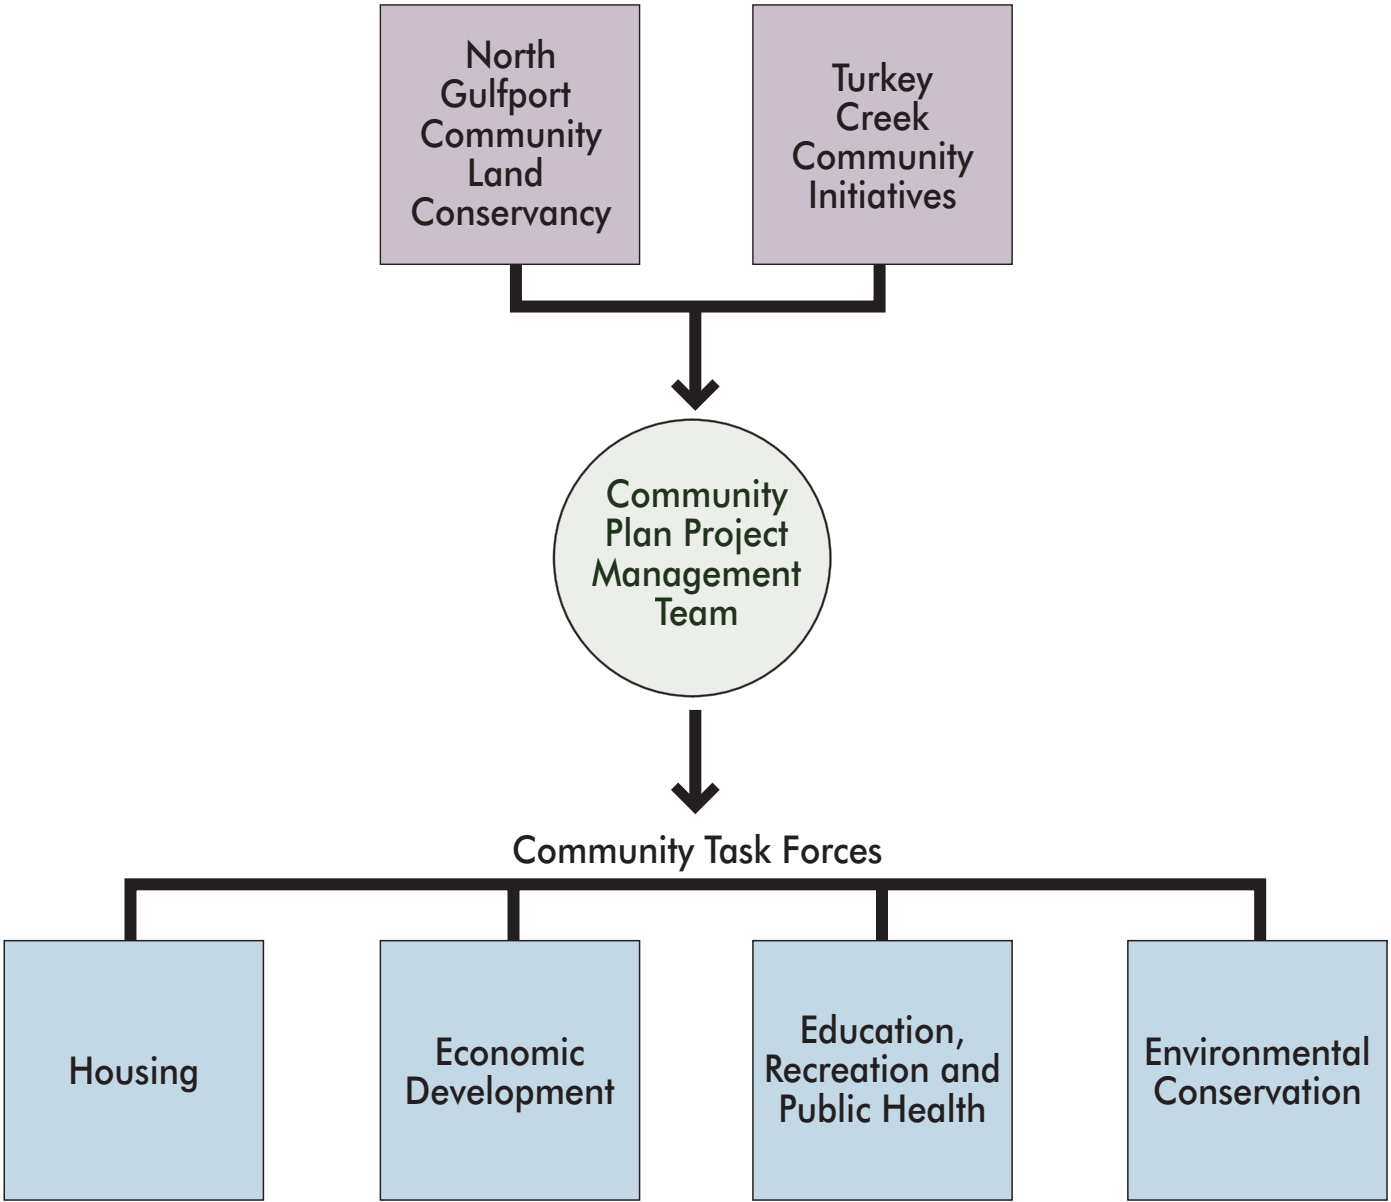 North
Gulfport
Community
Land
Conservancy
Turkey
Creek
Community
Initiatives
Community
Plan Project
Management
Team
Community Task Forces
Housing
Economic
Development
Education,
Recreation and
Public Health
Environmental
Conservation